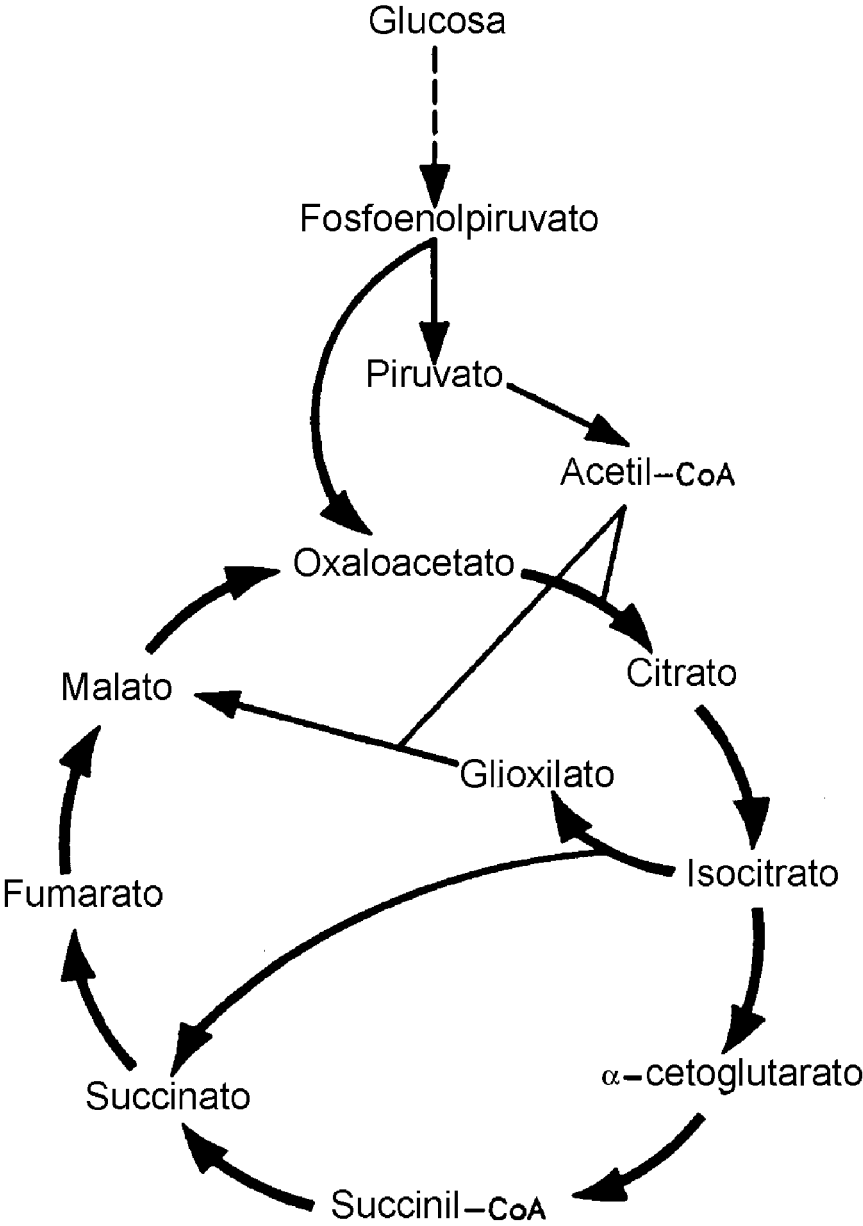 Glucosa
Fosfoenolpiruvato
Piruvato
Acetil-CoA
Oxaloacetato
Citrato
Malato
Glioxilato
Isocitrato
Fumarato
α-cetoglutarato
Succinato
Succinil-CoA